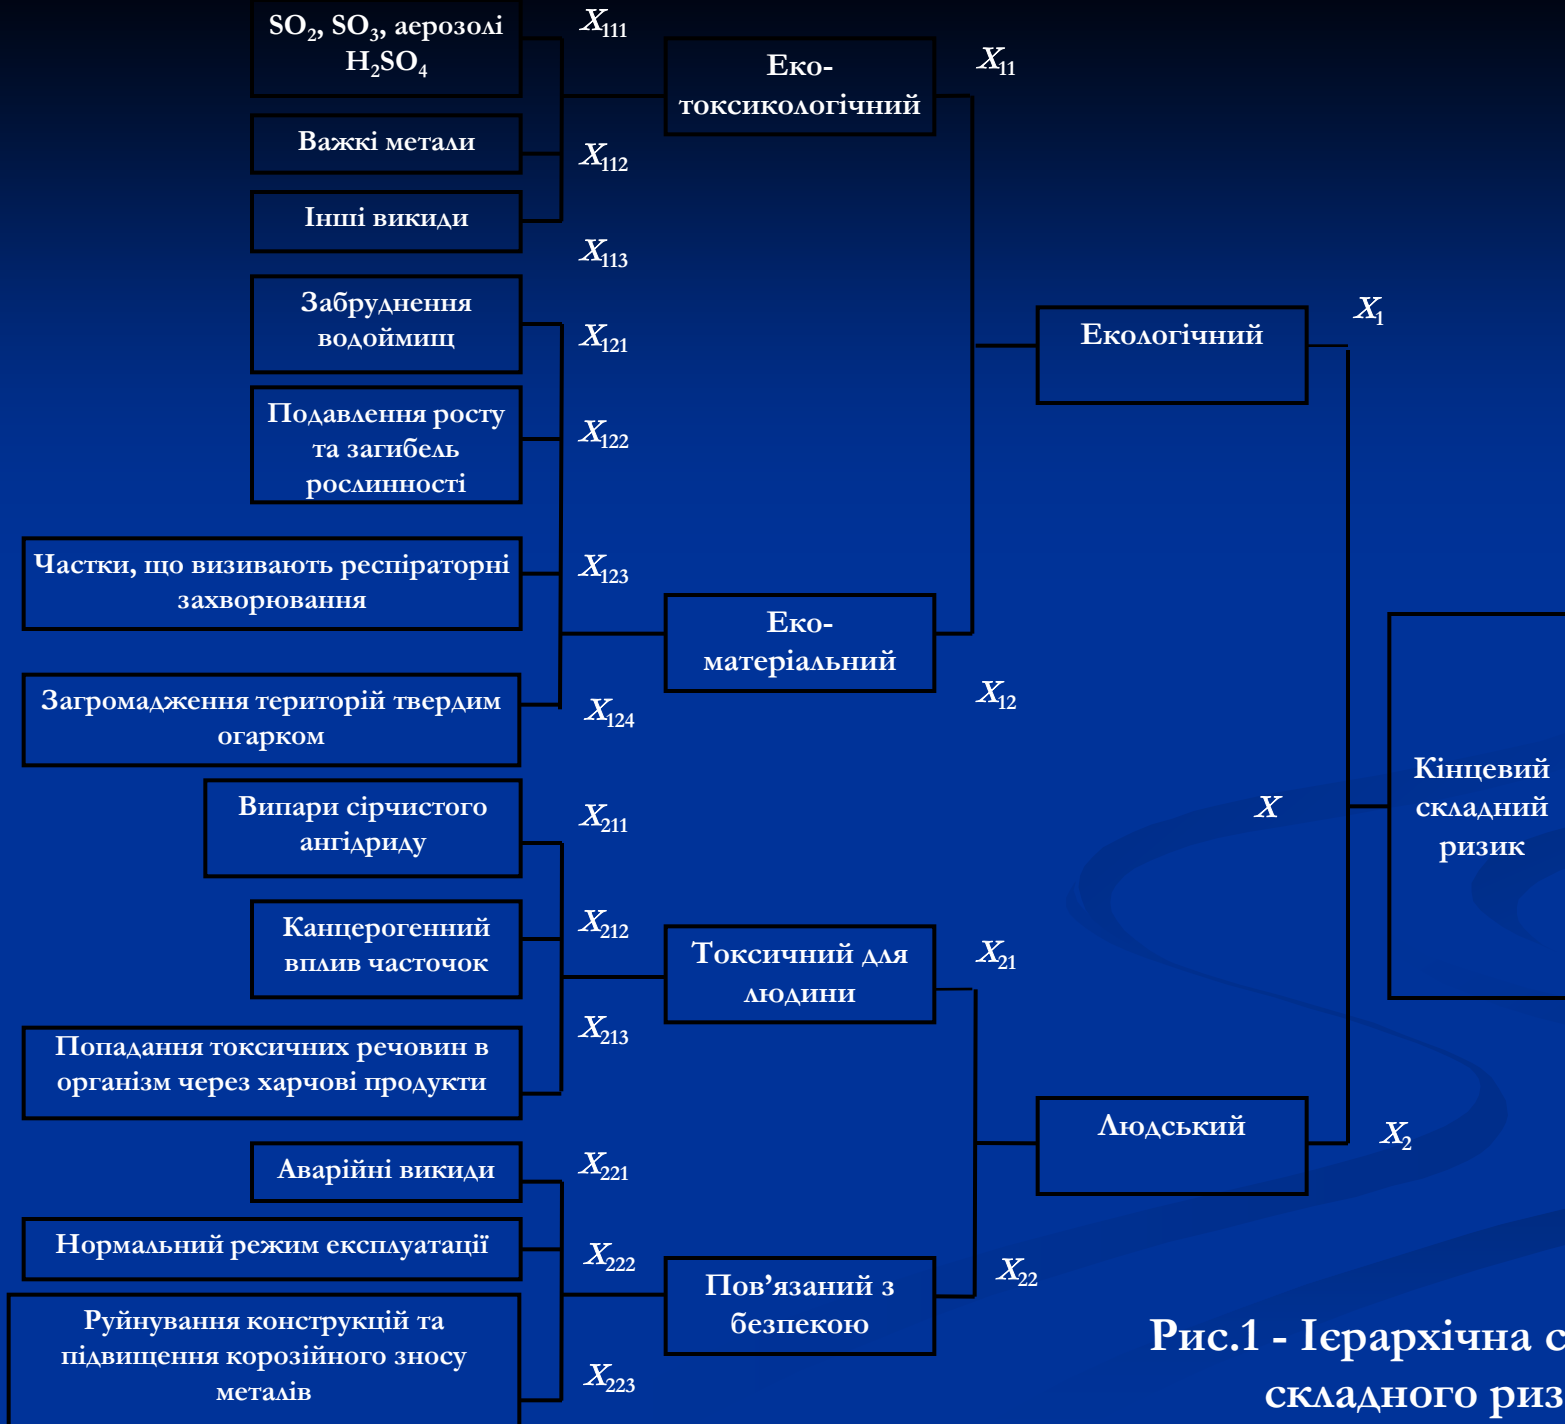 SO₂, SO₃, аерозолі
H₂SO₄
X₁₁₁
Еко-
токсикологічний
X₁₁
Важкі метали
X₁₁₂
Інші викиди
X₁₁₃
Забруднення
водоймищ
X₁₂₁
Екологічний
X₁
Подавлення росту
та загибель
рослинності
X₁₂₂
Частки, що визивають респіраторні
захворювання
X₁₂₃
Еко-
матеріальний
X₁₂
Загромадження територій твердим
огарком
X₁₂₄
Кінцевий
складний
ризик
X
Випари сірчистого
ангідриду
X₂₁₁
Канцерогенний
вплив часточок
X₂₁₂
Токсичний для
людини
X₂₁
Попадання токсичних речовин в
організм через харчові продукти
X₂₁₃
Людський
X₂
Аварійні викиди
X₂₂₁
Нормальний режим експлуатації
X₂₂₂
Пов’язаний з
безпекою
X₂₂
Руйнування конструкцій та
підвищення корозійного зносу
металів
X₂₂₃
Рис.1 - Ієрархічна с
складного риз